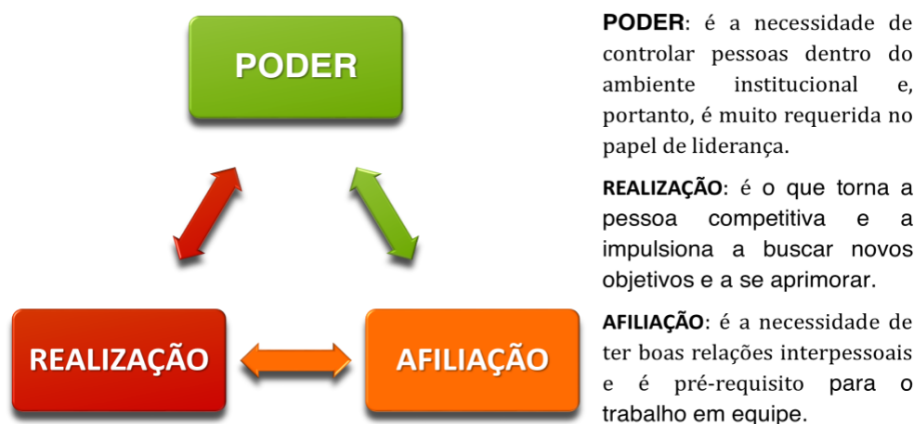 PODER
REALIZAÇÃO
AFILIAÇÃO
PODER: é a necessidade de
controlar pessoas dentro do
ambiente institucional e,
portanto, é muito requerida no
papel de liderança.
REALIZAÇÃO: é o que torna a
pessoa competitiva e a
impulsiona a buscar novos
objetivos e a se aprimorar.
AFILIAÇÃO: é a necessidade de
ter boas relações interpessoais
e é pré-requisito para o
trabalho em equipe.